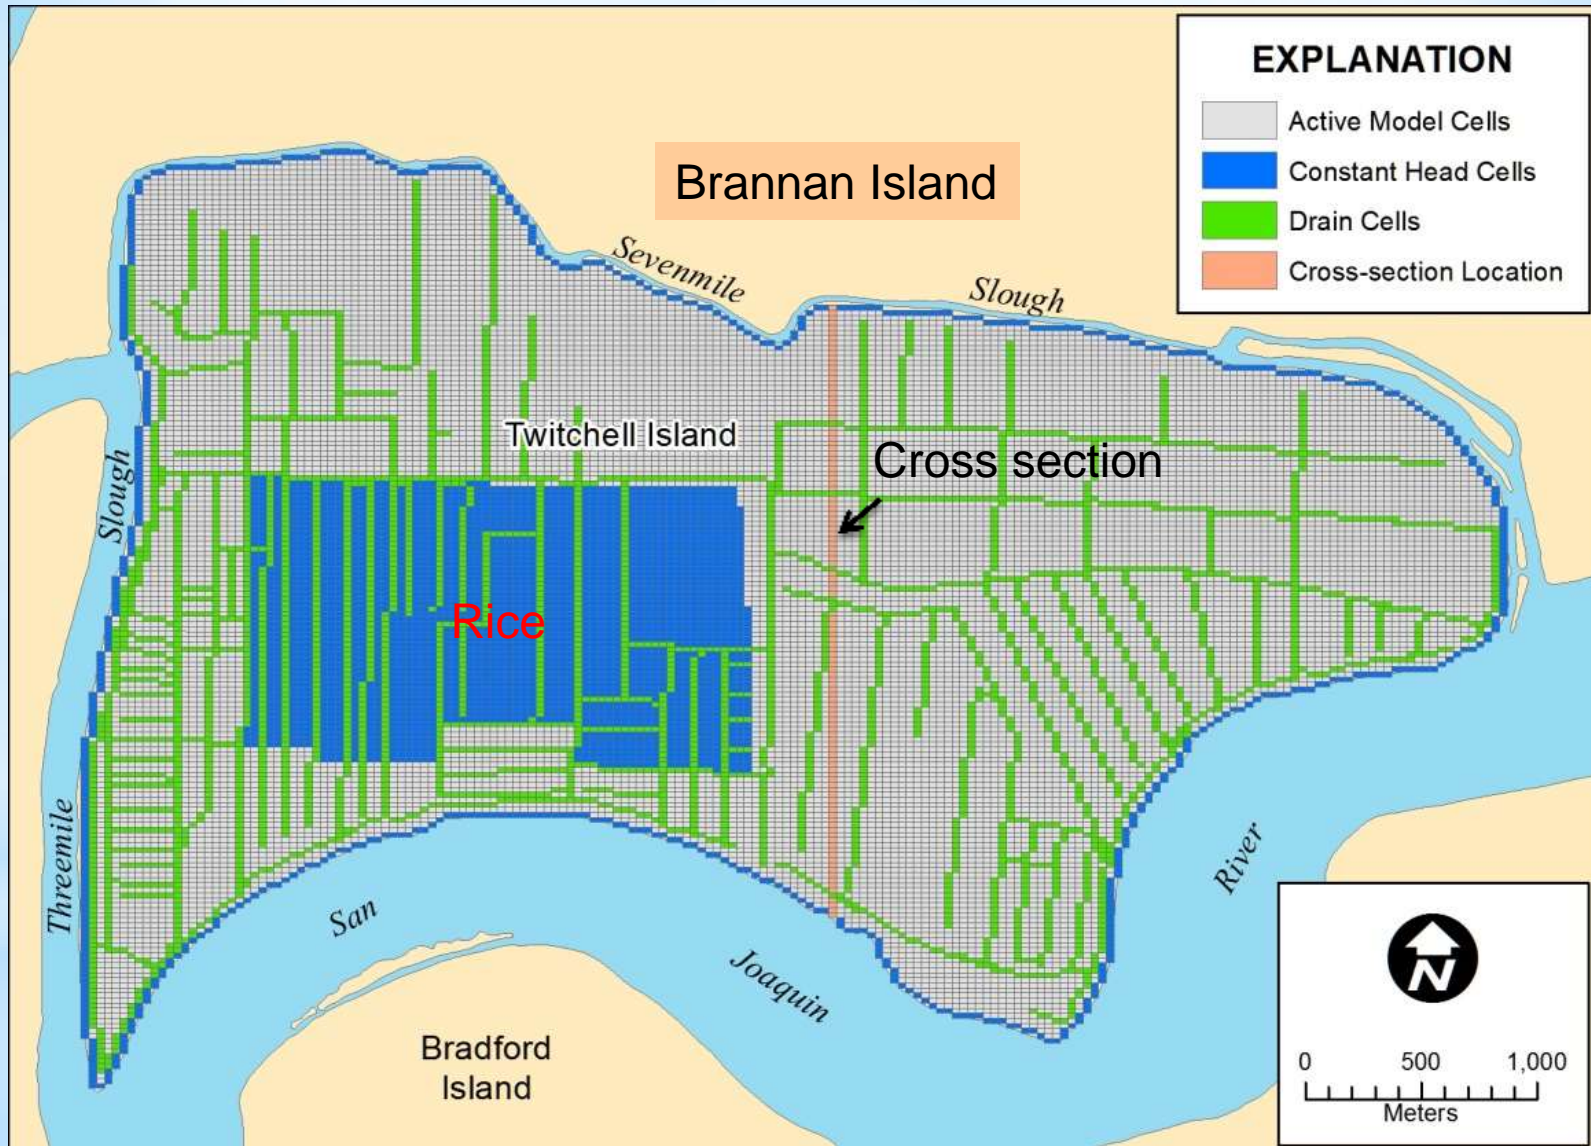 EXPLANATION
Active Model Cells
Constant Head Cells
Drain Cells
Cross-section Location
Brannan Island
Sevenmile
Slough
Twitchell Island
Cross section
Slough
Rice
Threemile
San
Joaquin
River
Bradford
Island
N
0 500 1,000
Meters